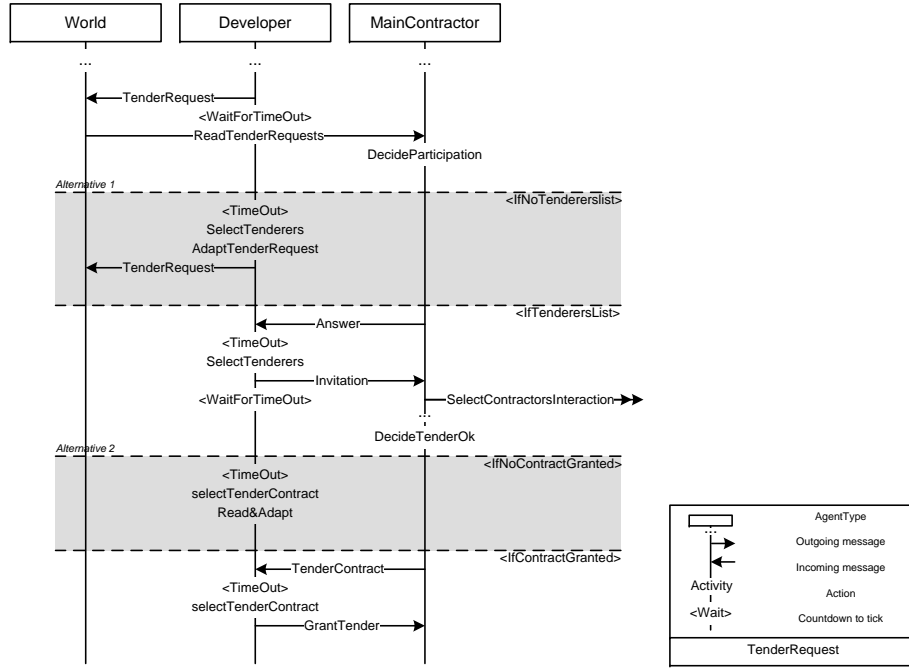 World Developer MainContractor
... ... ...
TenderRequest
<WaitForTimeOut>
ReadTenderRequests
DecideParticipation
Alternative 1
<IfNoTendererslist>
<TimeOut>
SelectTenderers
AdaptTenderRequest
TenderRequest
<IfTenderersList>
Answer
<TimeOut>
SelectTenderers
Invitation
<WaitForTimeOut> SelectContractorsInteraction
...
DecideTenderOk
Alternative 2
<IfNoContractGranted>
<TimeOut>
selectTenderContract
Read&Adapt
<IfContractGranted>
TenderContract
<TimeOut>
selectTenderContract
GrantTender
AgentType
...
Outgoing message
Incoming message
Activity Action
<Wait> Countdown to tick
TenderRequest